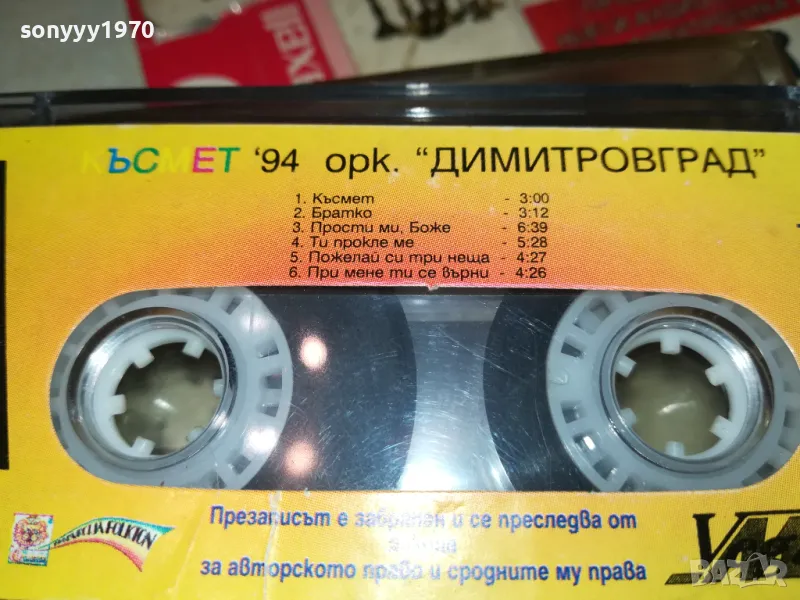 sonyyy1970
КЪСМЕТ '94 орк. "ДИМИТРОВГРАД"
1. Късмет - 3:00
2. Братко - 3:12
3. Прости ми, Боже - 6:39
4. Ти прокле ме - 5:28
5. Пожелай си три неща - 4:27
6. При мене ти се върни - 4:26
Презаписът е забранен и се преследва от
за авторското право и сродните му права
BAZAR